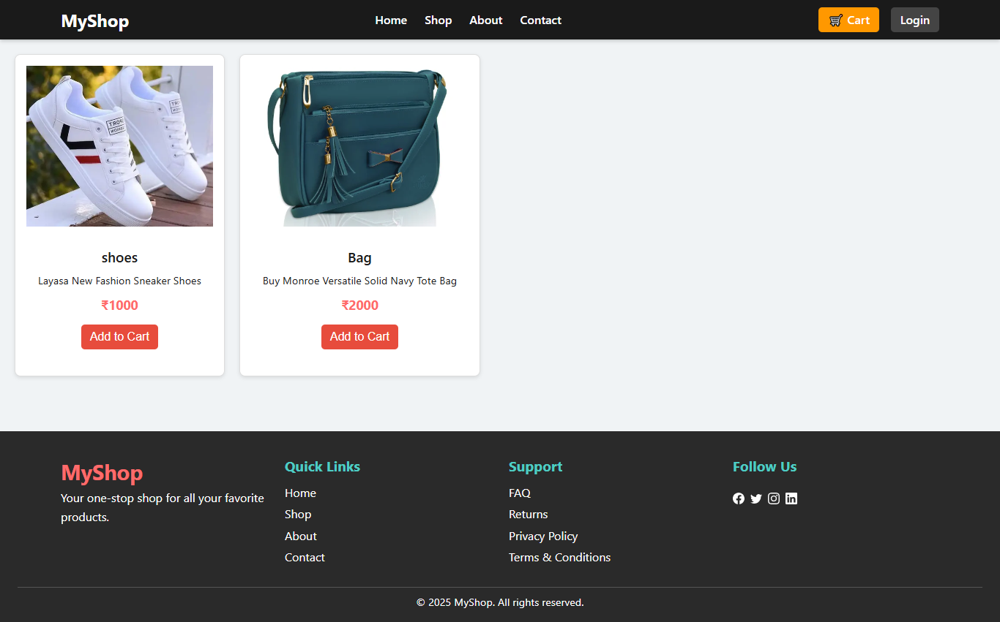 MyShop
Home Shop About Contact
Cart
Login
shoes
Layasa New Fashion Sneaker Shoes
₹1000
Add to Cart
Bag
Buy Monroe Versatile Solid Navy Tote Bag
₹2000
Add to Cart
MyShop
Your one-stop shop for all your favorite
products.
Quick Links
Home
Shop
About
Contact
Support
FAQ
Returns
Privacy Policy
Terms & Conditions
Follow Us
© 2025 MyShop. All rights reserved.